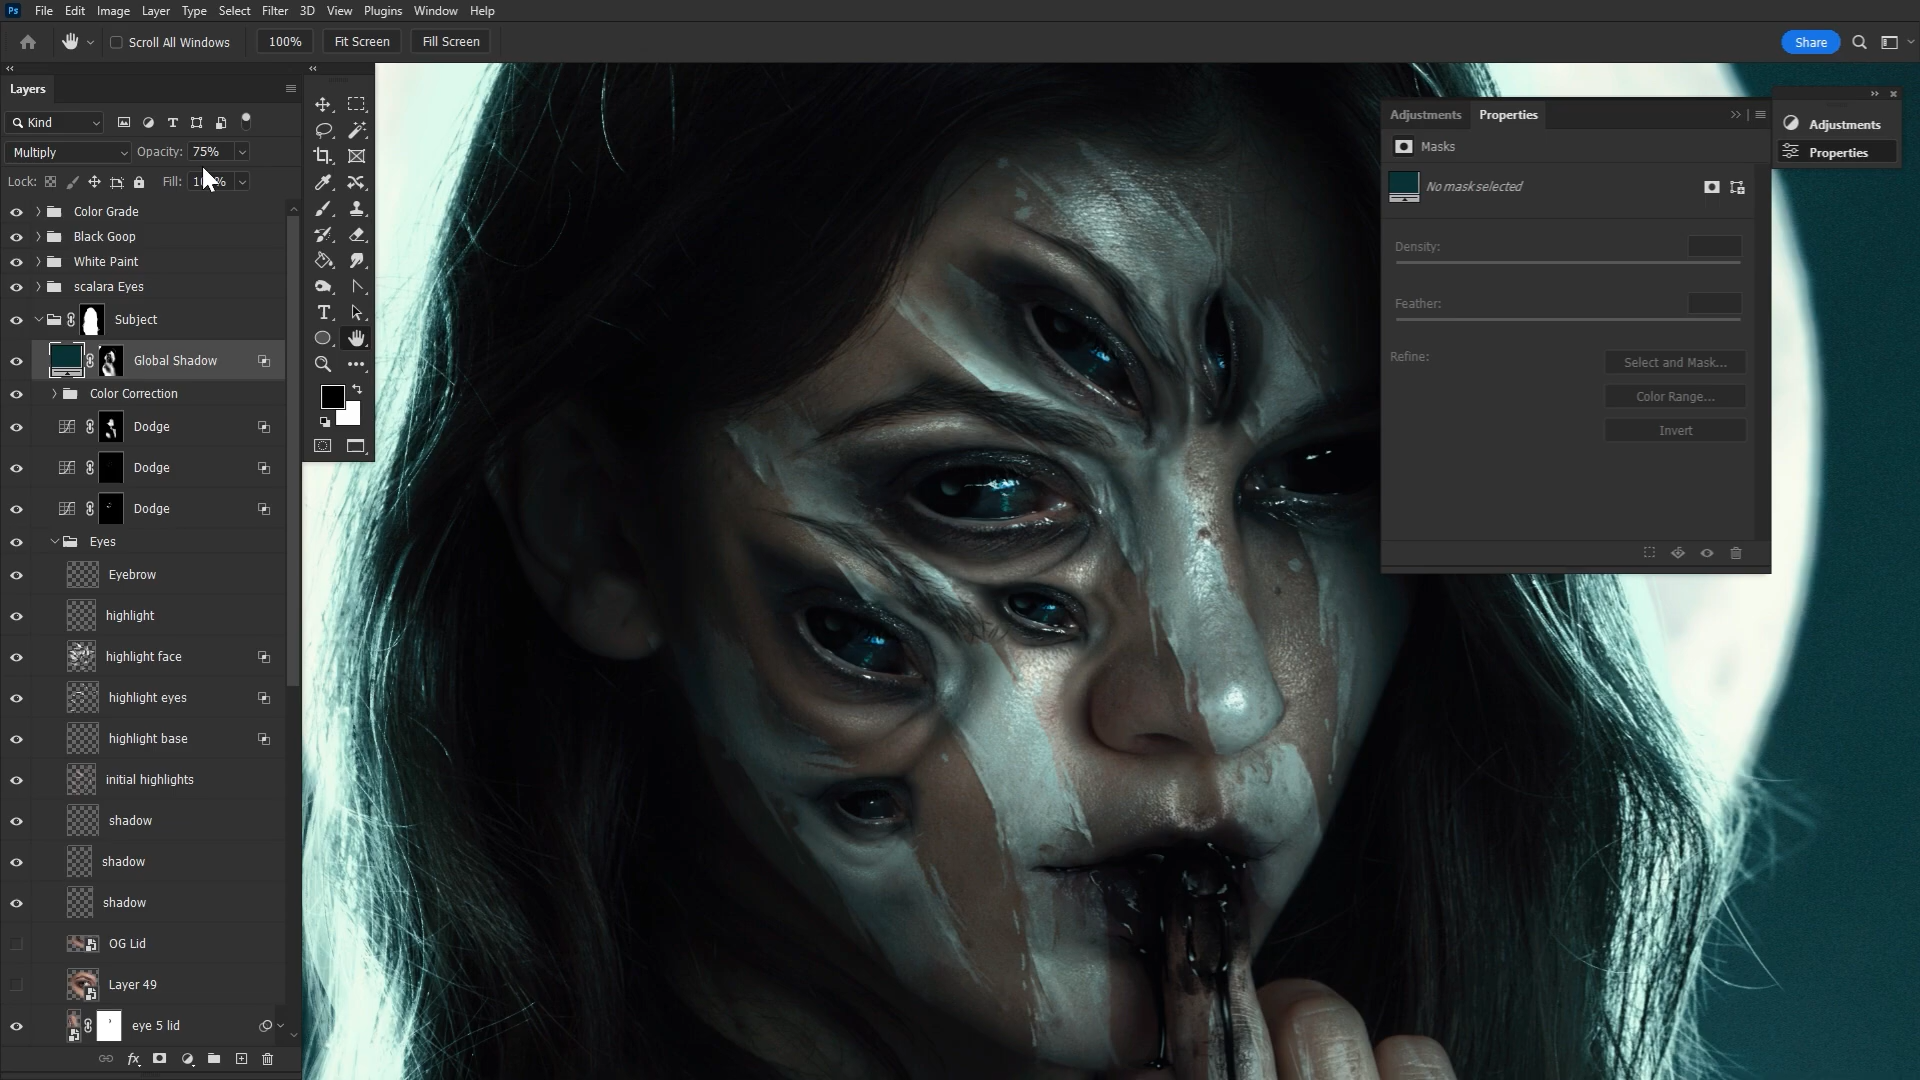 Ps File Edit Image Layer Type Select Filter 3D View Plugins Window Help
Scroll All Windows 100% Fit Screen Fill Screen Share
Layers
Kind
Multiply Opacity: 75%
Lock: Fill:
Color Grade
Black Goop
White Paint
scalara Eyes
Subject
Global Shadow
Color Correction
Dodge
Dodge
Dodge
Eyes
Eyebrow
highlight
highlight face
highlight eyes
highlight base
initial highlights
shadow
shadow
shadow
OG Lid
Layer 49
eye 5 lid
fx
T
T
Adjustments Properties
Masks
No mask selected
Density:
Feather:
Refine: Select and Mask...
Color Range...
Invert
Adjustments
Properties